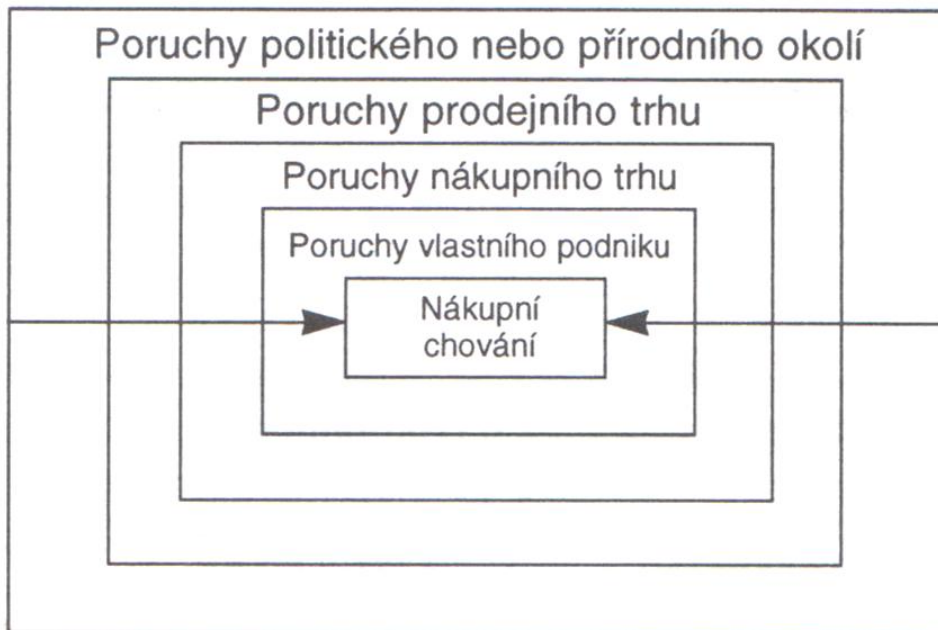 Poruchy politického nebo přírodního okolí
Poruchy prodejního trhu
Poruchy nákupního trhu
Poruchy vlastního podniku
Nákupní
chování